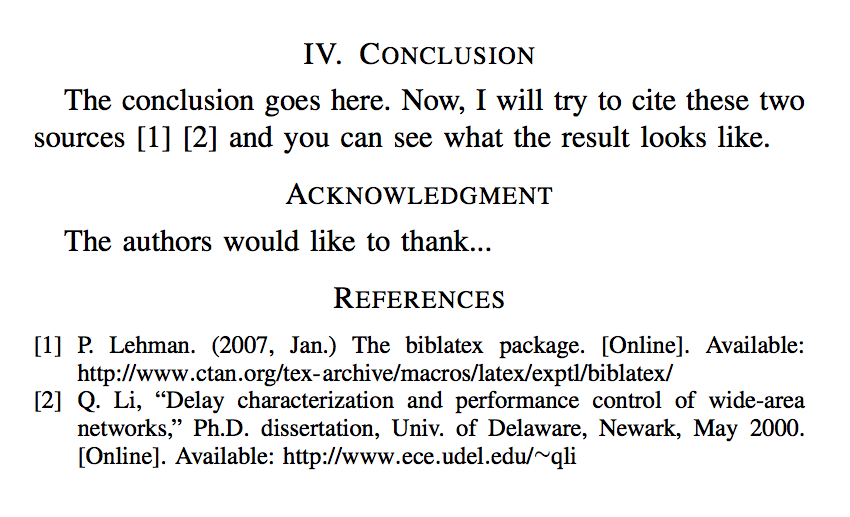 IV. Conclusion
The conclusion goes here. Now, I will try to cite these two
sources [1] [2] and you can see what the result looks like.
Acknowledgment
The authors would like to thank...
References
[1] P. Lehman. (2007, Jan.) The biblatex package. [Online]. Available:
http://www.ctan.org/tex-archive/macros/latex/exptl/biblatex/
[2] Q. Li, “Delay characterization and performance control of wide-area
networks,” Ph.D. dissertation, Univ. of Delaware, Newark, May 2000.
[Online]. Available: http://www.ece.udel.edu/~qli